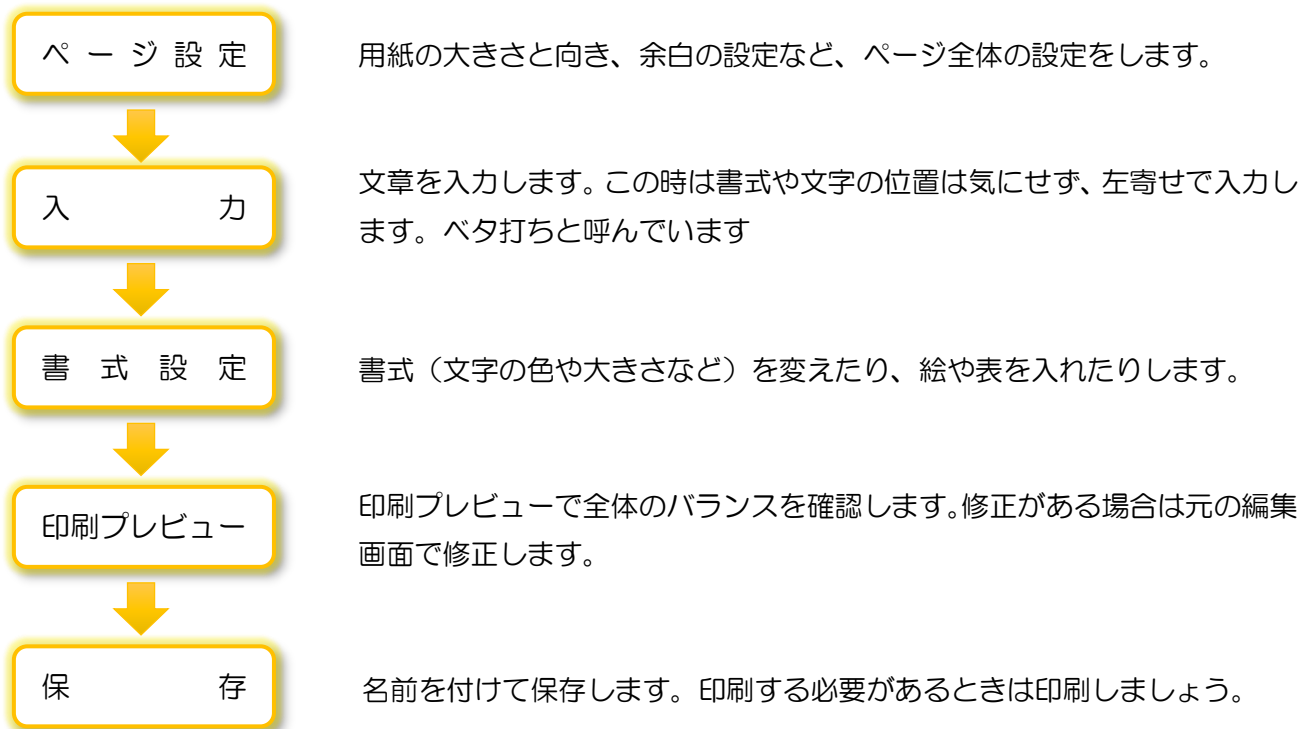 ページ設定
用紙の大きさと向き、余白の設定など、ページ全体の設定をします。
入力
文章を入力します。この時は書式や文字の位置は気にせず、左寄せで入力し
ます。ベタ打ちと呼んでいます
書式設定
書式（文字の色や大きさなど）を変えたり、絵や表を入れたりします。
印刷プレビュー
印刷プレビューで全体のバランスを確認します。修正がある場合は元の編集
画面で修正します。
保存
名前を付けて保存します。印刷する必要があるときは印刷しましょう。